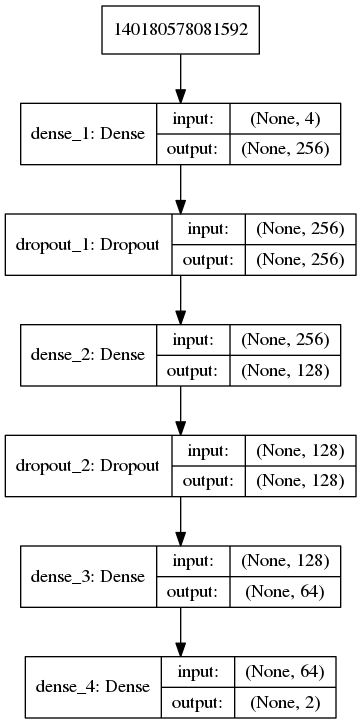 140180578081592
dense_1: Dense
input: (None, 4)
output: (None, 256)
dropout_1: Dropout
input: (None, 256)
output: (None, 256)
dense_2: Dense
input: (None, 256)
output: (None, 128)
dropout_2: Dropout
input: (None, 128)
output: (None, 128)
dense_3: Dense
input: (None, 128)
output: (None, 64)
dense_4: Dense
input: (None, 64)
output: (None, 2)